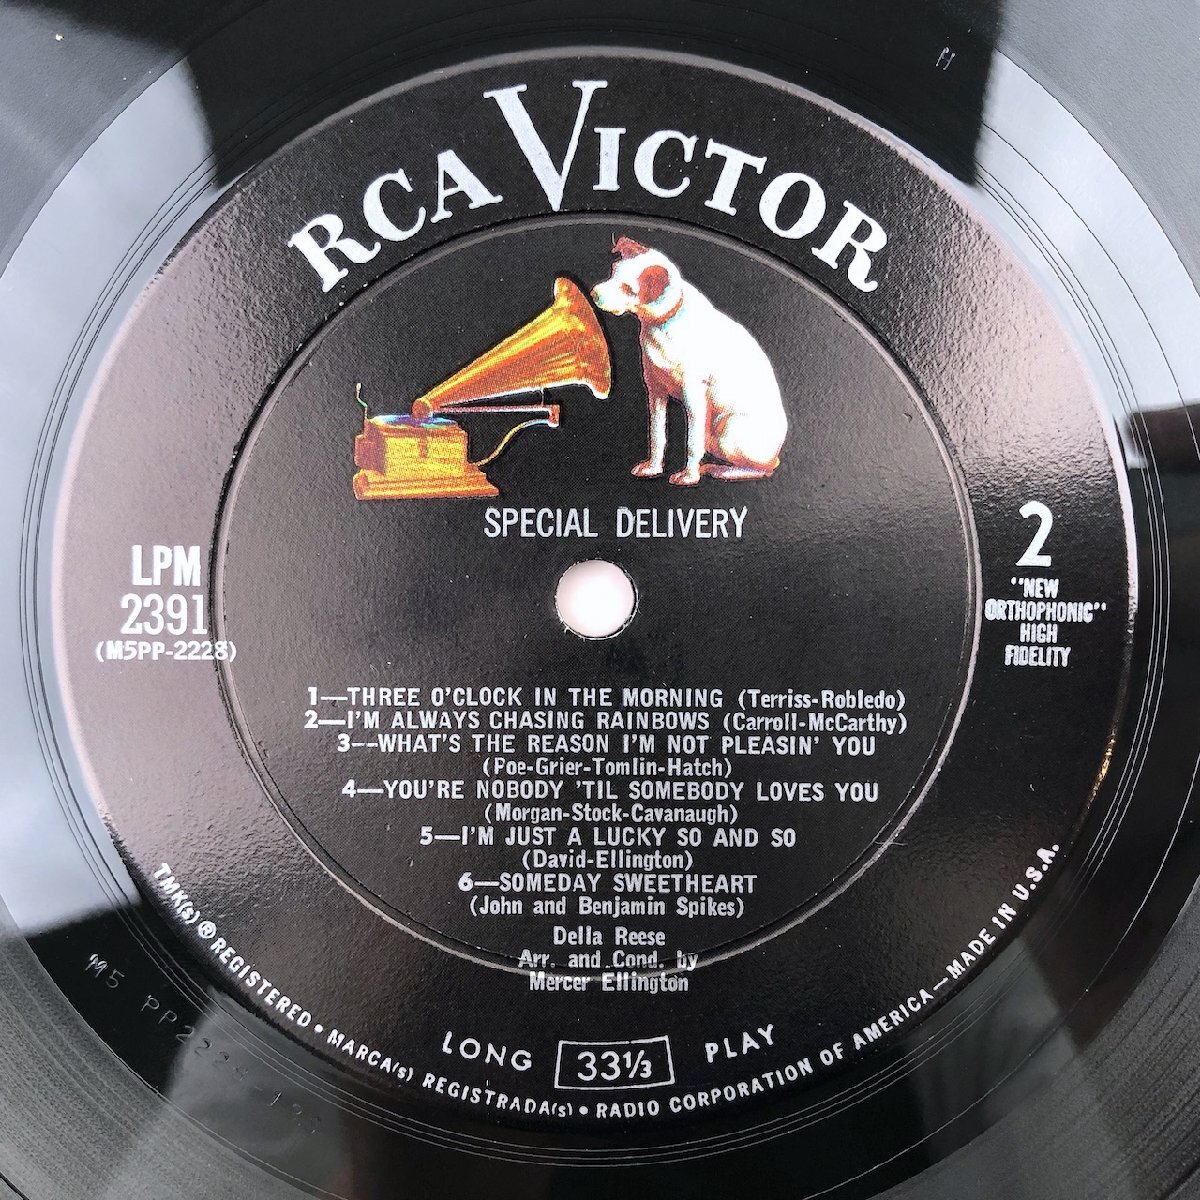 RCA VICTOR
SPECIAL DELIVERY
LPM
2391
(M5PP-2228)
2
"NEW
ORTHOPHONIC"
HIGH
FIDELITY
1—THREE O'CLOCK IN THE MORNING (Terriss-Robledo)
2—I'M ALWAYS CHASING RAINBOWS (Carroll-McCarthy)
3--WHAT'S THE REASON I'M NOT PLEASIN' YOU
(Poe-Grier-Tomlin-Hatch)
4—YOU'RE NOBODY 'TIL SOMEBODY LOVES YOU
(Morgan-Stock-Cavanaugh)
5—I'M JUST A LUCKY SO AND SO
(David-Ellington)
6—SOMEDAY SWEETHEART
(John and Benjamin Spikes)
Della Reese
Arr. and Cond. by
Mercer Ellington
LONG 33⅓ PLAY
TMK(s) ® REGISTERED • MARCA(s) REGISTRADA(s) • RADIO CORPORATION OF AMERICA—MADE IN U.S.A.
H
M5 PP